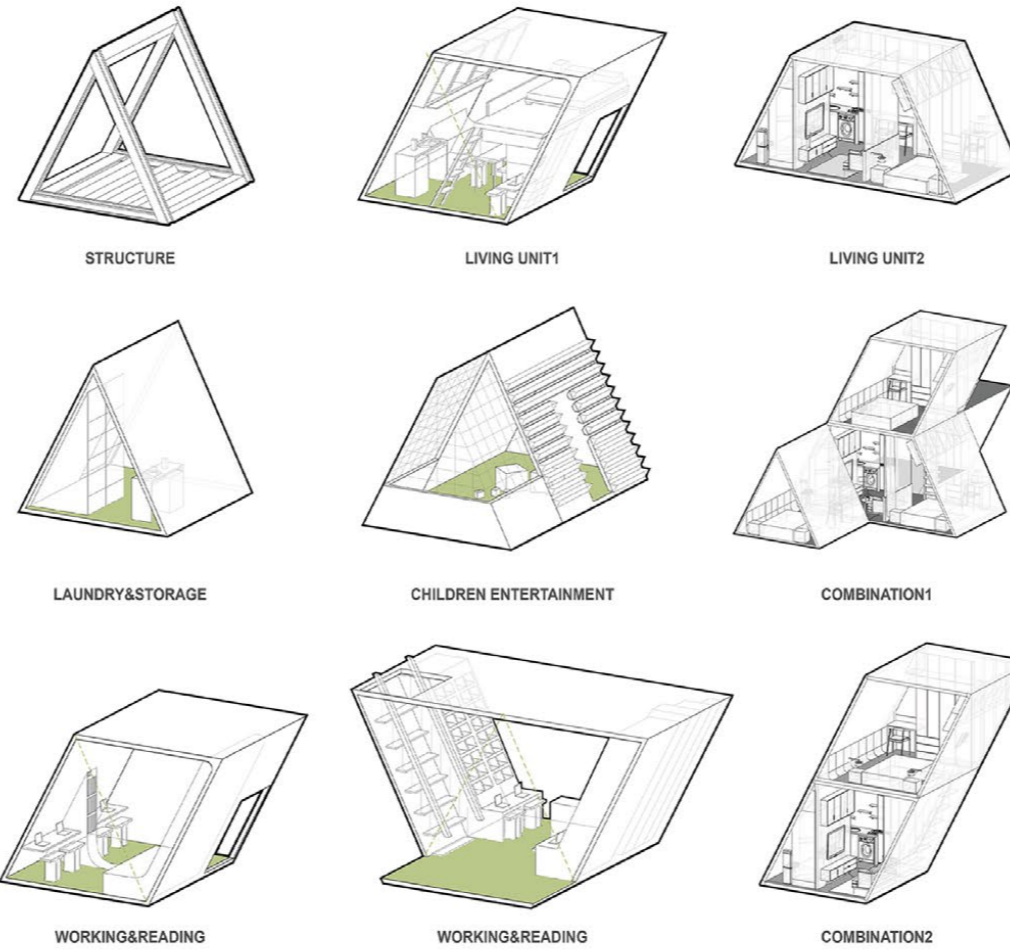 STRUCTURE
LIVING UNIT1
LIVING UNIT2
LAUNDRY&STORAGE
CHILDREN ENTERTAINMENT
COMBINATION1
WORKING&READING
WORKING&READING
COMBINATION2